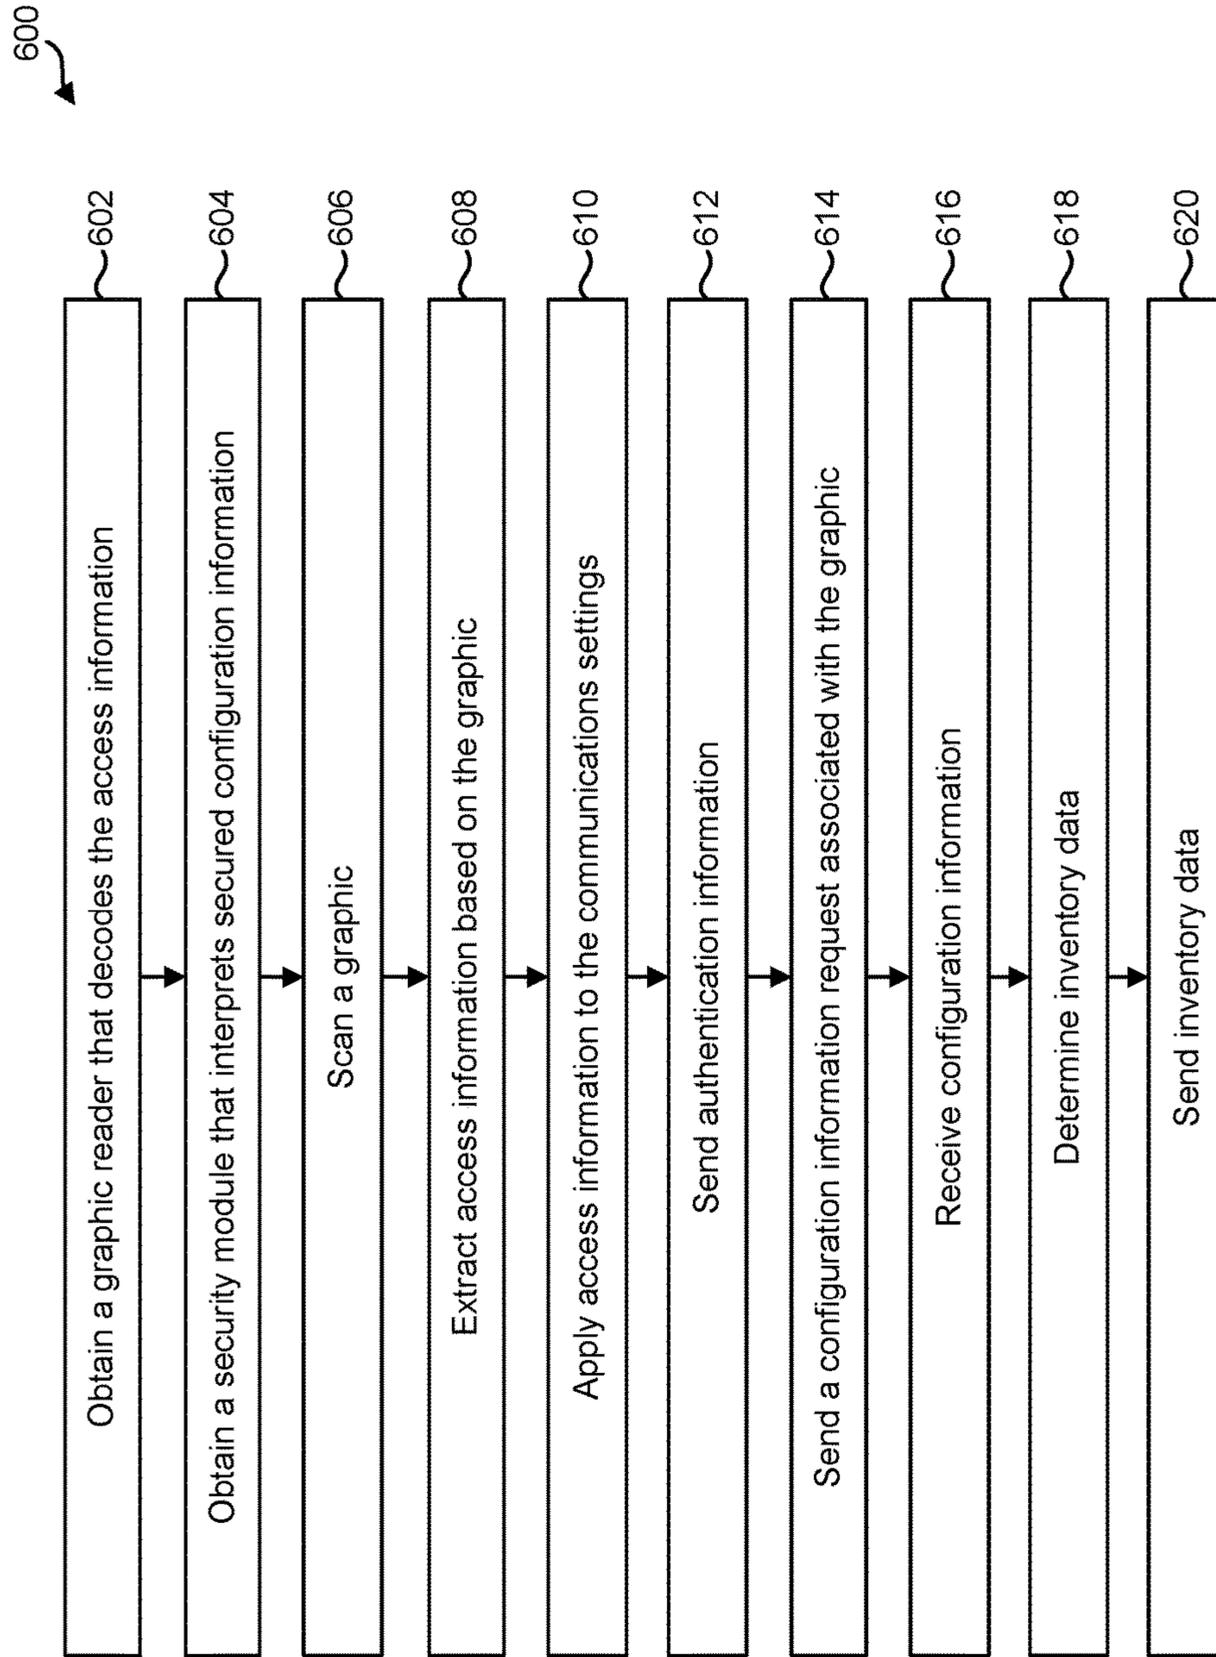 600
Obtain a graphic reader that decodes the access information
602
Obtain a security module that interprets secured configuration information
604
Scan a graphic
606
Extract access information based on the graphic
608
Apply access information to the communications settings
610
Send authentication information
612
Send a configuration information request associated with the graphic
614
Receive configuration information
616
Determine inventory data
618
Send inventory data
620